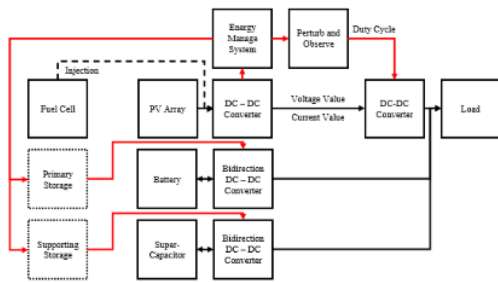 Energy
Manage
System
Perturb and
Observe
Duty Cycle
Injection
Fuel Cell
PV Array
DC – DC
Converter
Voltage Value
Current Value
DC-DC
Converter
Load
Primary
Storage
Battery
Bidirection
DC – DC
Converter
Supporting
Storage
Super-
Capacitor
Bidirection
DC – DC
Converter